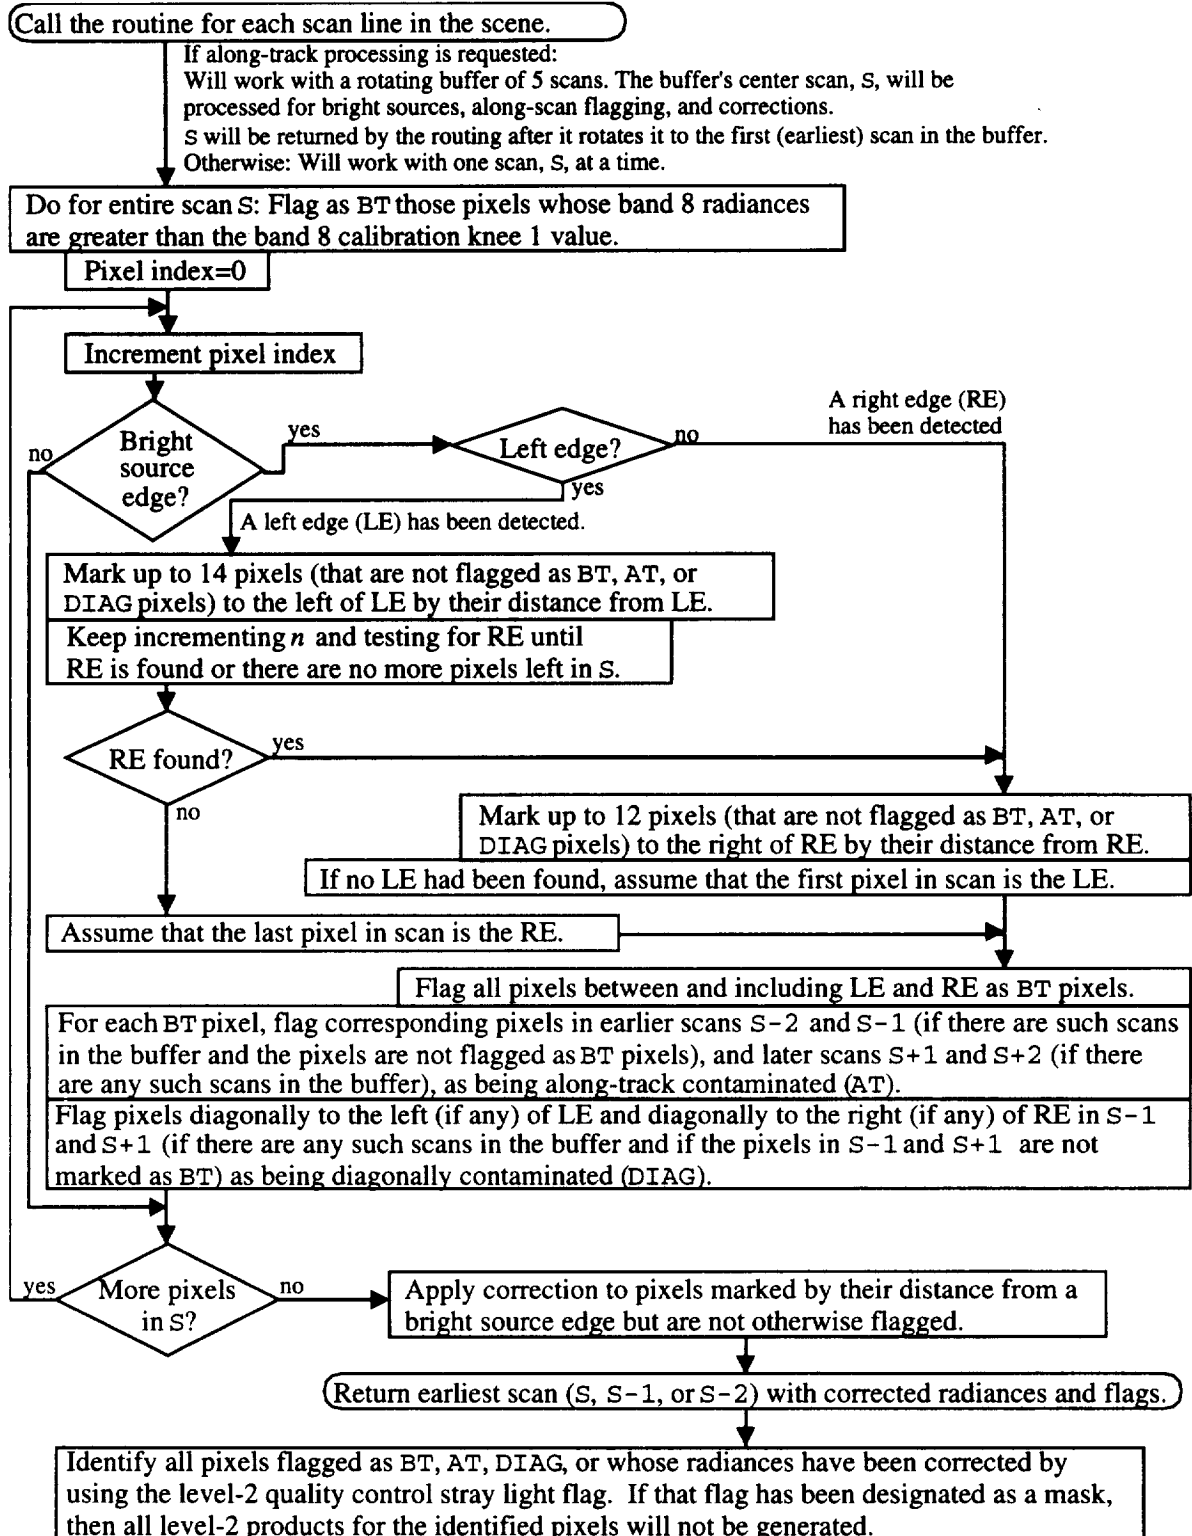 Call the routine for each scan line in the scene.
If along-track processing is requested:
Will work with a rotating buffer of 5 scans. The buffer's center scan, S, will be
processed for bright sources, along-scan flagging, and corrections.
S will be returned by the routing after it rotates it to the first (earliest) scan in the buffer.
Otherwise: Will work with one scan, S, at a time.
Do for entire scan S: Flag as BT those pixels whose band 8 radiances
are greater than the band 8 calibration knee 1 value.
Pixel index=0
Increment pixel index
Bright
source
edge?
no
yes
Left edge?
no
yes
A right edge (RE)
has been detected
A left edge (LE) has been detected.
Mark up to 14 pixels (that are not flagged as BT, AT, or
DIAG pixels) to the left of LE by their distance from LE.
Keep incrementing n and testing for RE until
RE is found or there are no more pixels left in S.
RE found?
yes
no
Mark up to 12 pixels (that are not flagged as BT, AT, or
DIAG pixels) to the right of RE by their distance from RE.
If no LE had been found, assume that the first pixel in scan is the LE.
Assume that the last pixel in scan is the RE.
Flag all pixels between and including LE and RE as BT pixels.
For each BT pixel, flag corresponding pixels in earlier scans S-2 and S-1 (if there are such scans
in the buffer and the pixels are not flagged as BT pixels), and later scans S+1 and S+2 (if there
are any such scans in the buffer), as being along-track contaminated (AT).
Flag pixels diagonally to the left (if any) of LE and diagonally to the right (if any) of RE in S-1
and S+1 (if there are any such scans in the buffer and if the pixels in S-1 and S+1 are not
marked as BT) as being diagonally contaminated (DIAG).
More pixels
in S?
yes
no
Apply correction to pixels marked by their distance from a
bright source edge but are not otherwise flagged.
Return earliest scan (S, S-1, or S-2) with corrected radiances and flags.
Identify all pixels flagged as BT, AT, DIAG, or whose radiances have been corrected by
using the level-2 quality control stray light flag. If that flag has been designated as a mask,
then all level-2 products for the identified pixels will not be generated.